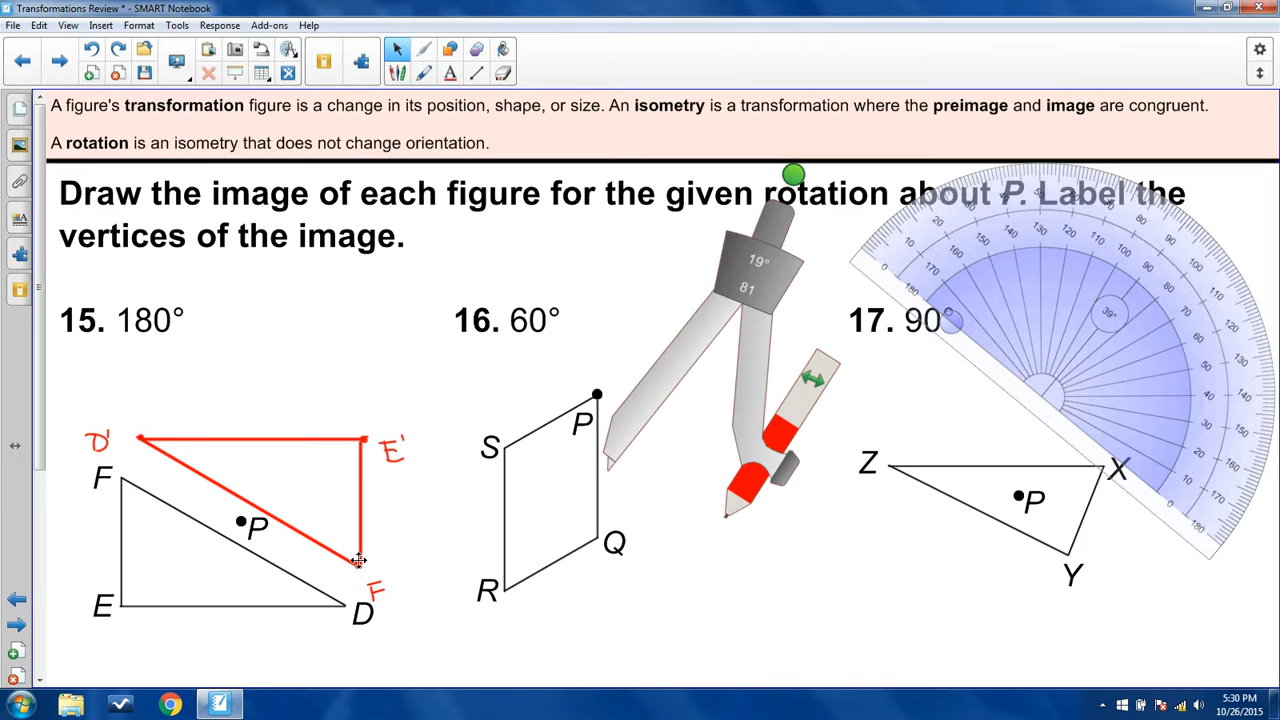 Transformations Review * - SMART Notebook
File Edit View Insert Format Tools Response Add-ons Help
A figure's transformation figure is a change in its position, shape, or size. An isometry is a transformation where the preimage and image are congruent.
A rotation is an isometry that does not change orientation.
Draw the image of each figure for the given rotation about P. Label the
vertices of the image.
15. 180°
16. 60°
17. 90°
19°
81
39°
D'
E'
F
P
E
D
F
S
P
Q
R
Z
X
P
Y
5:30 PM
10/26/2015